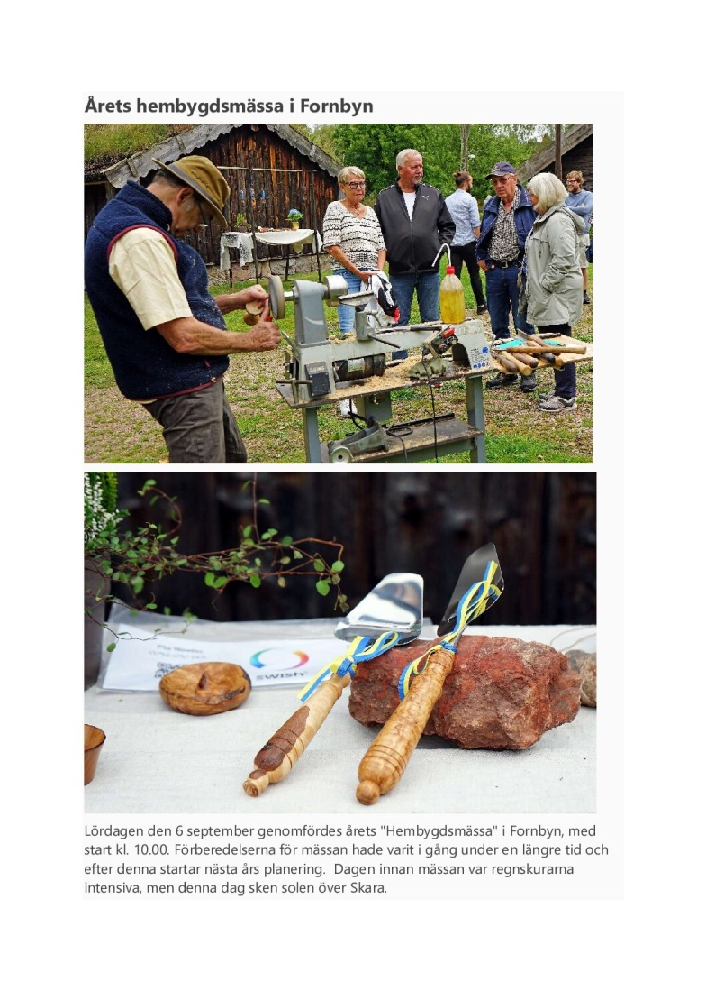 Årets hembygdsmässa i Fornbyn
swish
Lördagen den 6 september genomfördes årets "Hembygdsmässa" i Fornbyn, med
start kl. 10.00. Förberedelserna för mässan hade varit i gång under en längre tid och
efter denna startar nästa års planering.  Dagen innan mässan var regnskurarna
intensiva, men denna dag sken solen över Skara.